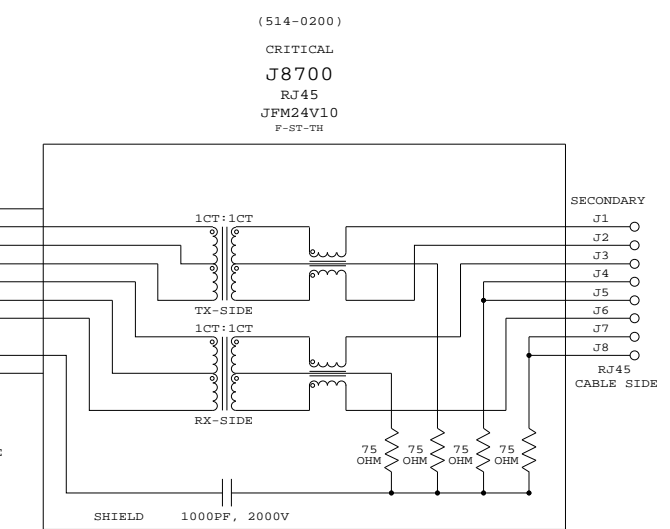 (514-0200)
CRITICAL
J8700
RJ45
JFM24V10
F-ST-TH
SECONDARY
1CT:1CT
J1
J2
J3
J4
J5
TX-SIDE
J6
1CT:1CT
J7
J8
RJ45
CABLE SIDE
RX-SIDE
75 OHM
75 OHM
75 OHM
75 OHM
SHIELD 1000PF, 2000V